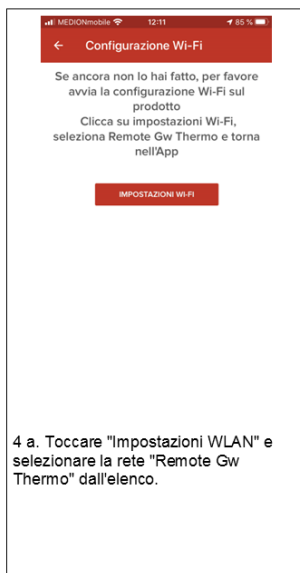 MEDIONmobile 12:11 85 %
← Configurazione Wi-Fi
Se ancora non lo hai fatto, per favore
avvia la configurazione Wi-Fi sul
prodotto
Clicca su impostazioni Wi-Fi,
seleziona Remote Gw Thermo e torna
nell'App
IMPOSTAZIONI WI-FI
4 a. Toccare "Impostazioni WLAN" e
selezionare la rete "Remote Gw
Thermo" dall'elenco.